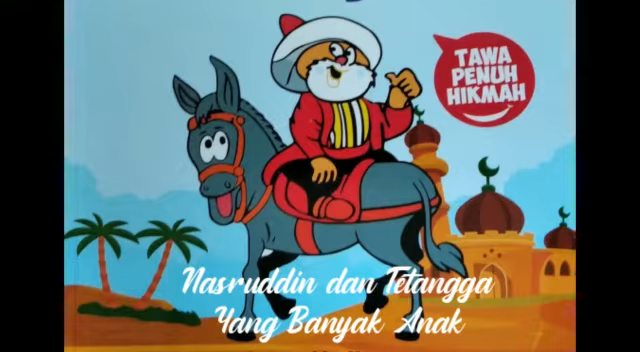 TAWA
PENUH
HIKMAH
Nasruddin dan Tetangga
Yang Banyak Anak